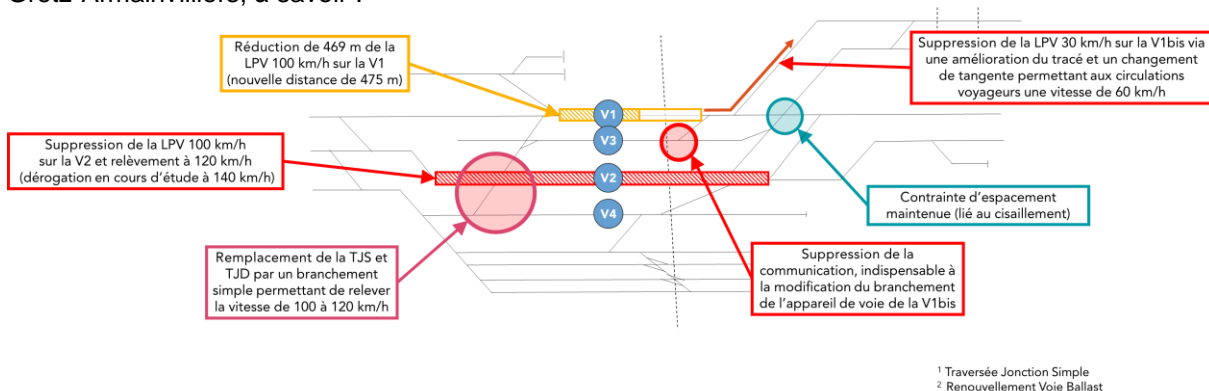 Gretz-Armainvilliers, à savoir :
Réduction de 469 m de la
LPV 100 km/h sur la V1
(nouvelle distance de 475 m)
Suppression de la LPV 30 km/h sur la V1bis via
une amélioration du tracé et un changement
de tangente permettant aux circulations
voyageurs une vitesse de 60 km/h
V1
V3
V2
V4
Suppression de la LPV 100 km/h
sur la V2 et relèvement à 120 km/h
(dérogation en cours d'étude à 140 km/h)
Contrainte d'espacement
maintenue (lié au cisaillement)
Remplacement de la TJS et
TJD par un branchement
simple permettant de relever
la vitesse de 100 à 120 km/h
Suppression de la
communication, indispensable à
la modification du branchement
de l'appareil de voie de la V1bis
1 Traversée Jonction Simple
2 Renouvellement Voie Ballast